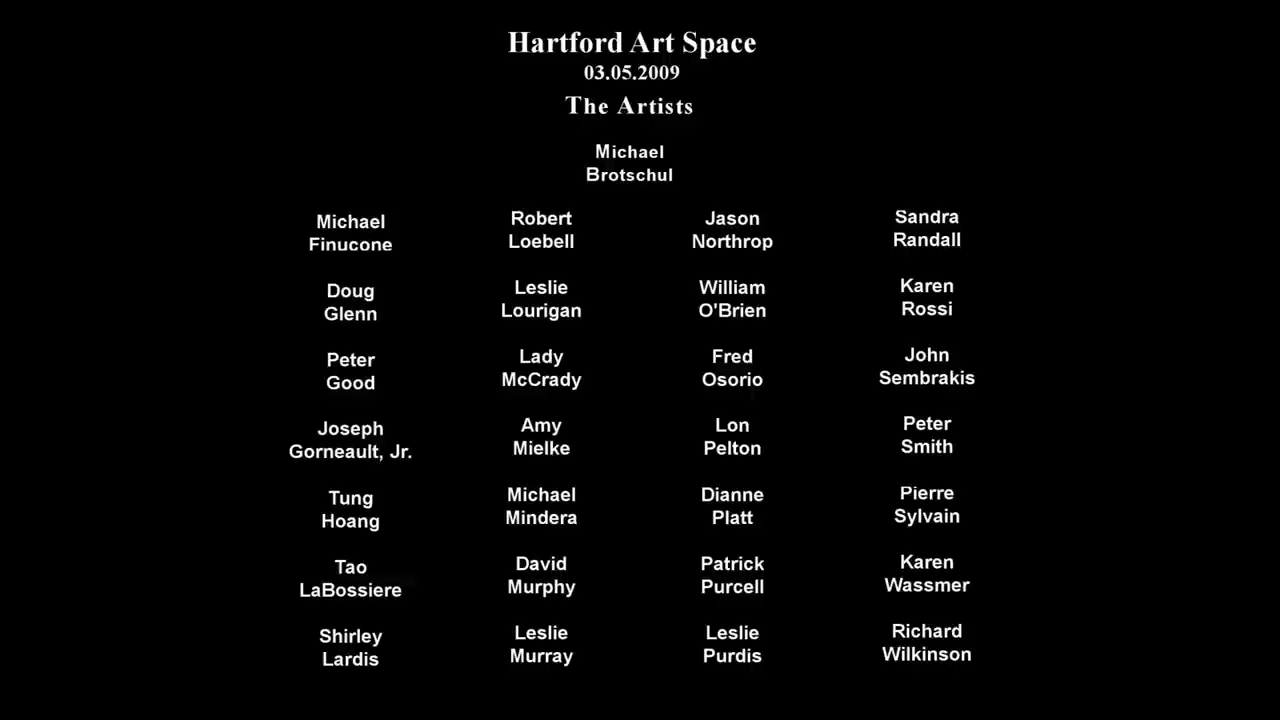 Hartford Art Space
03.05.2009
The Artists
Michael
Brotschul
Michael
Finucone
Doug
Glenn
Peter
Good
Joseph
Gorneault, Jr.
Tung
Hoang
Tao
LaBossiere
Shirley
Lardis
Robert
Loebell
Leslie
Lourigan
Lady
McCrady
Amy
Mielke
Michael
Mindera
David
Murphy
Leslie
Murray
Jason
Northrop
William
O'Brien
Fred
Osorio
Lon
Pelton
Dianne
Platt
Patrick
Purcell
Leslie
Purdis
Sandra
Randall
Karen
Rossi
John
Sembrakis
Peter
Smith
Pierre
Sylvain
Karen
Wassmer
Richard
Wilkinson